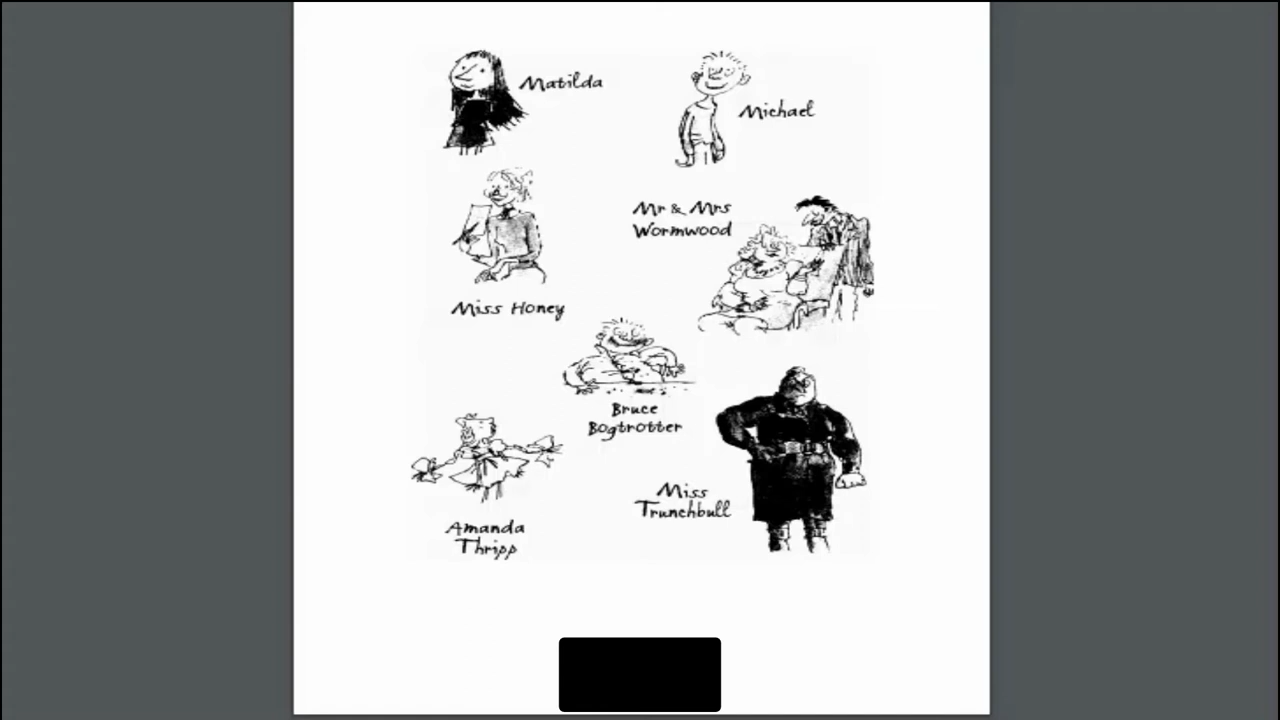 Matilda
Michael
Mr & Mrs
Wormwood
Miss Honey
Bruce
Bogtrotter
Miss
Trunchbull
Amanda
Thripp